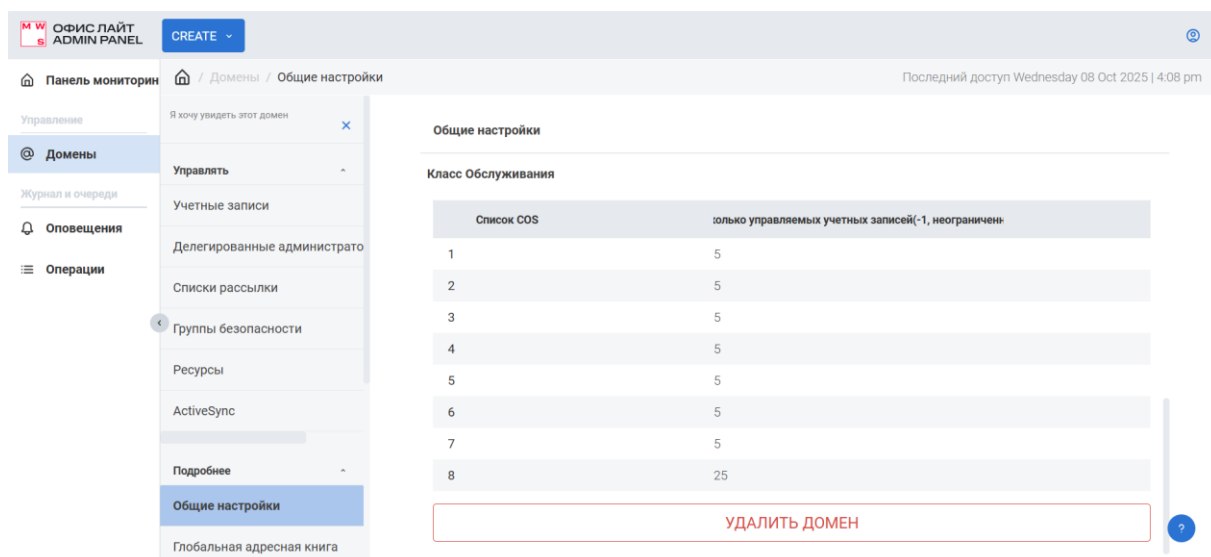 MWS ОФИС ЛАЙТ
ADMIN PANEL
CREATE
Панель мониторин
/ Домены / Общие настройки
Последний доступ Wednesday 08 Oct 2025 | 4:08 pm
Управление
Домены
Журнал и очереди
Оповещения
Операции
Я хочу увидеть этот домен
Управлять
Учетные записи
Делегированные администрато
Списки рассылки
Группы безопасности
Ресурсы
ActiveSync
Подробнее
Общие настройки
Глобальная адресная книга
Общие настройки
Класс Обслуживания
Список COS олько управляемых учетных записей(-1, неограниченн
1 5
2 5
3 5
4 5
5 5
6 5
7 5
8 25
УДАЛИТЬ ДОМЕН
?